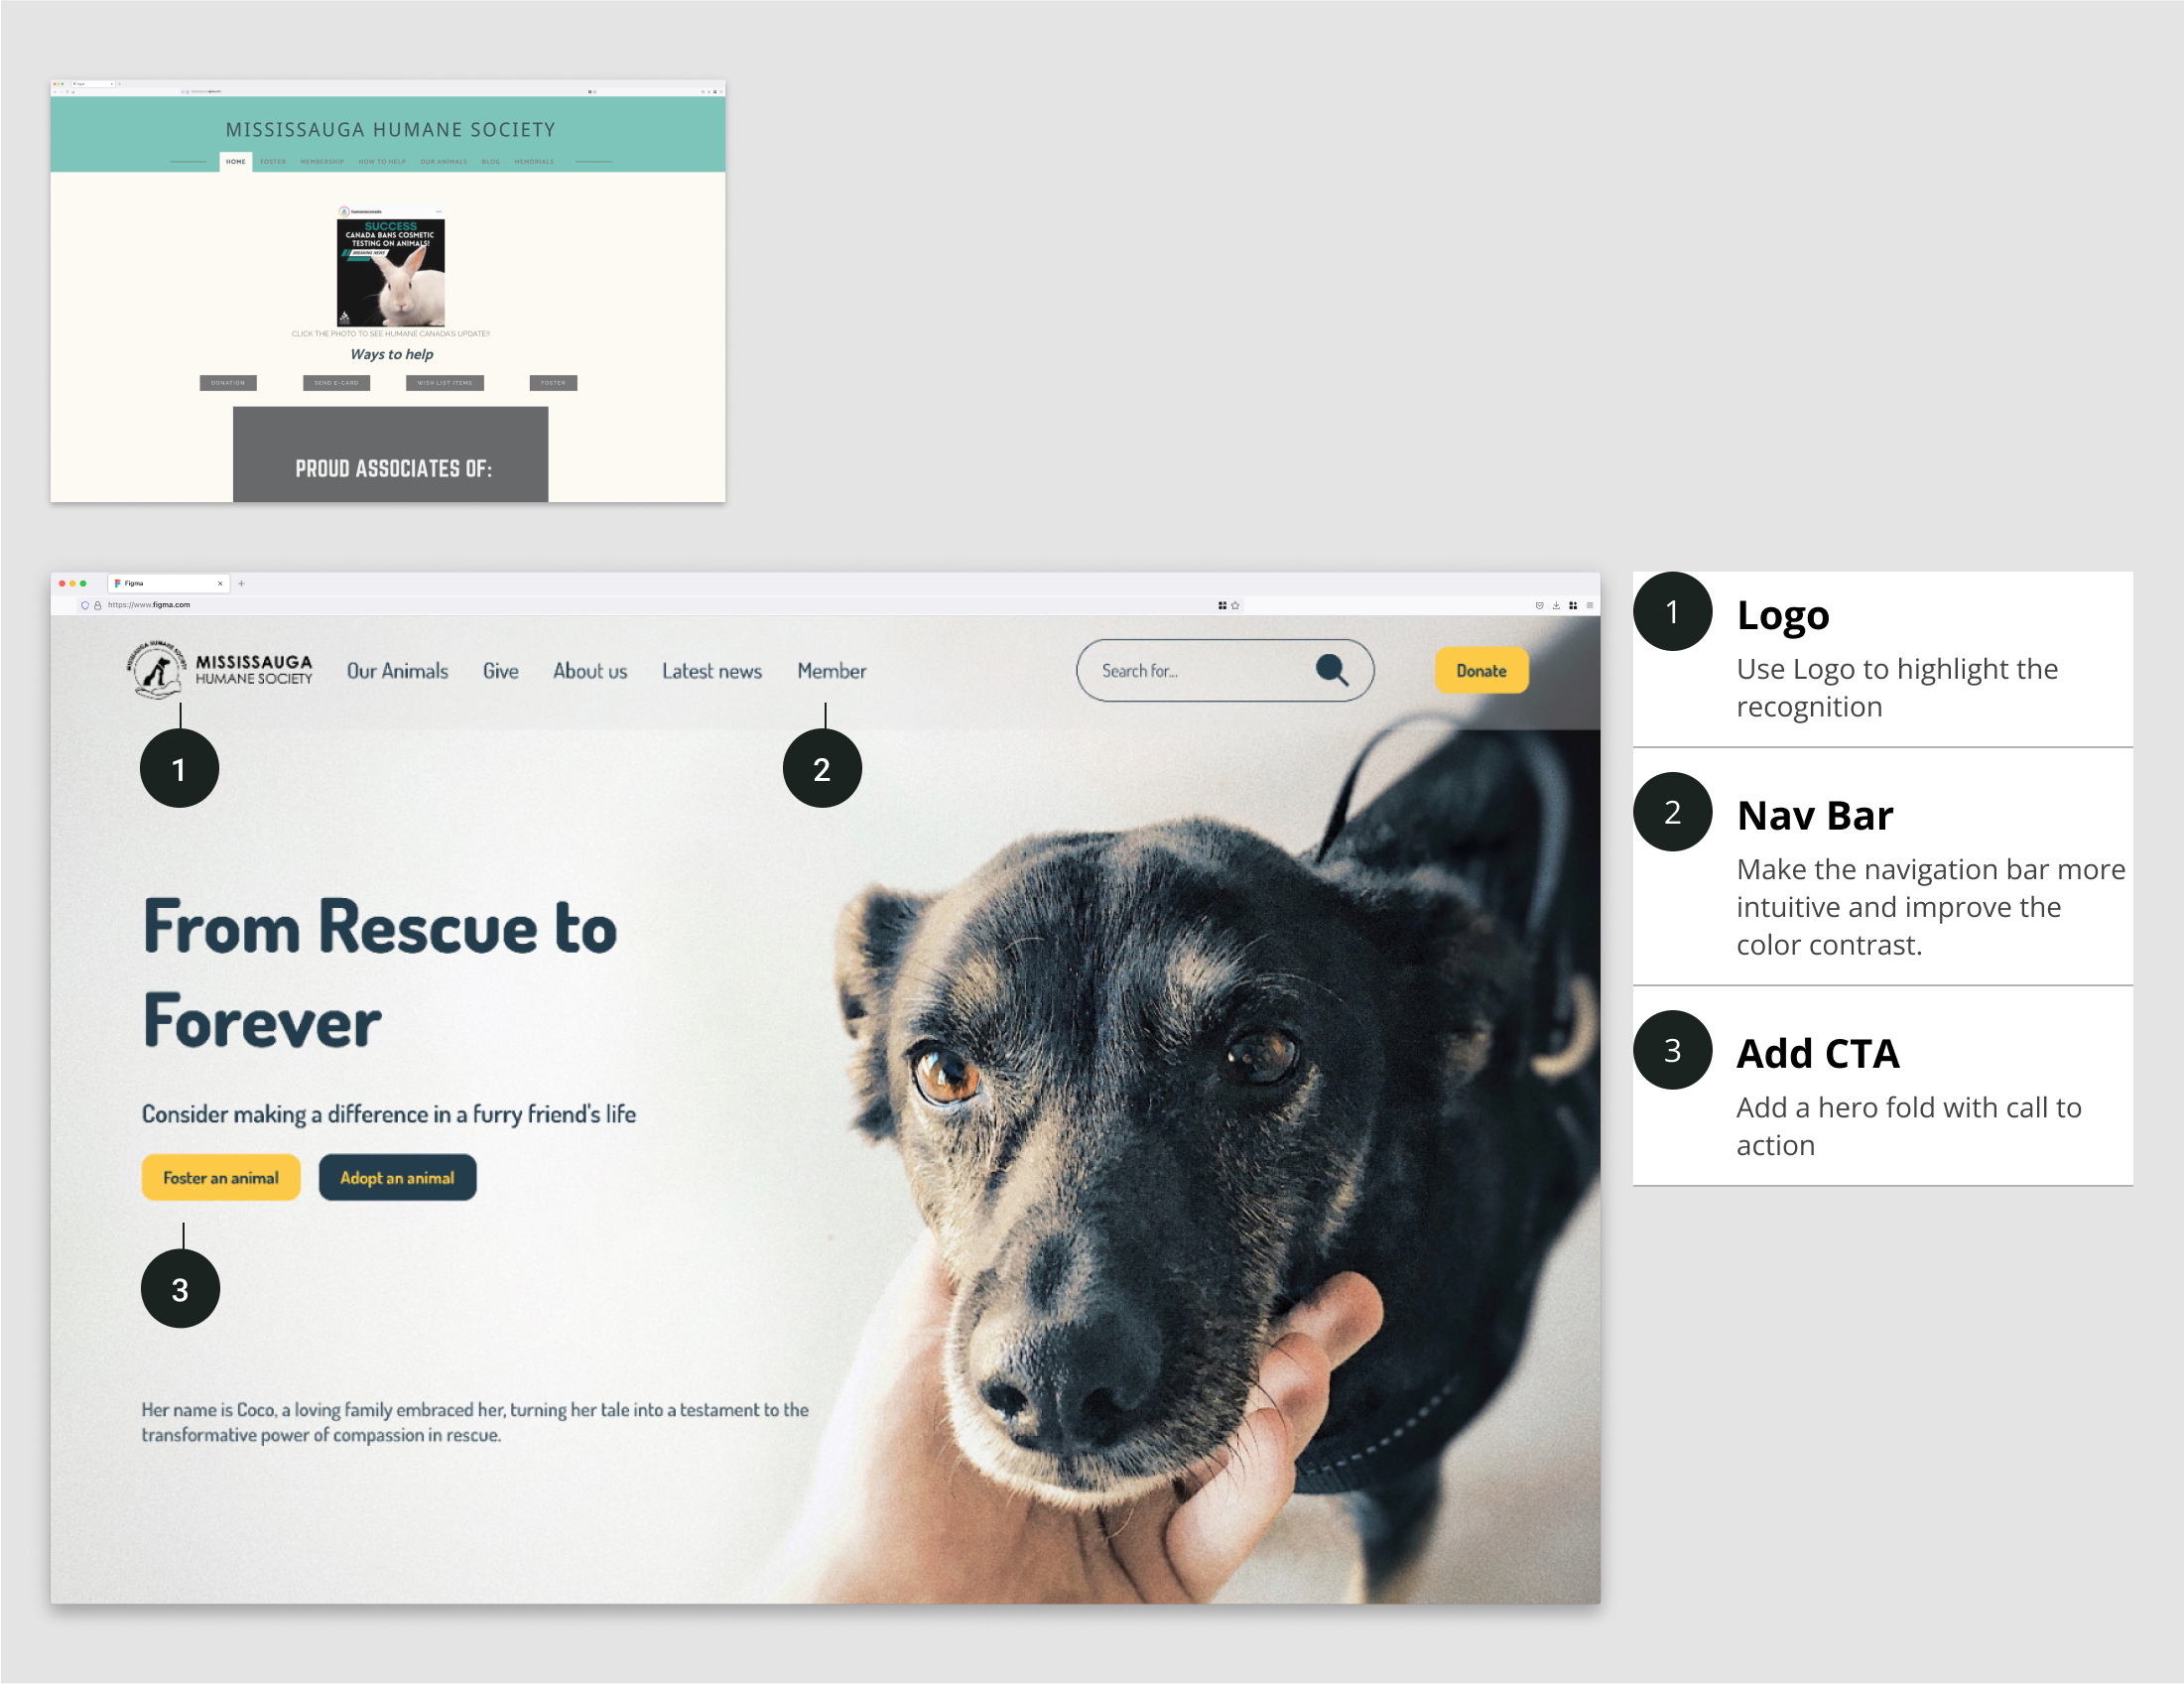 Figma
MISSISSAUGA HUMANE SOCIETY
HOME FOSTER MEMBERSHIP HOW TO HELP OUR ANIMALS BLOG MEMORIALS
humanecanada
SUCCESS
CANADA BANS COSMETIC
TESTING ON ANIMALS!
BREAKING NEWS
CLICK THE PHOTO TO SEE HUMANE CANADA'S UPDATE!!
Ways to help
DONATION SEND E-CARD WISH LIST ITEMS FOSTER
PROUD ASSOCIATES OF:
Figma
https://www.figma.com
MISSISSAUGA HUMANE SOCIETY
MISSISSAUGA
HUMANE SOCIETY
Our Animals Give About us Latest news Member
Search for...
Donate
1
2
From Rescue to
Forever
Consider making a difference in a furry friend's life
Foster an animal Adopt an animal
3
Her name is Coco, a loving family embraced her, turning her tale into a testament to the
transformative power of compassion in rescue.
1 Logo
Use Logo to highlight the
recognition
2 Nav Bar
Make the navigation bar more
intuitive and improve the
color contrast.
3 Add CTA
Add a hero fold with call to
action